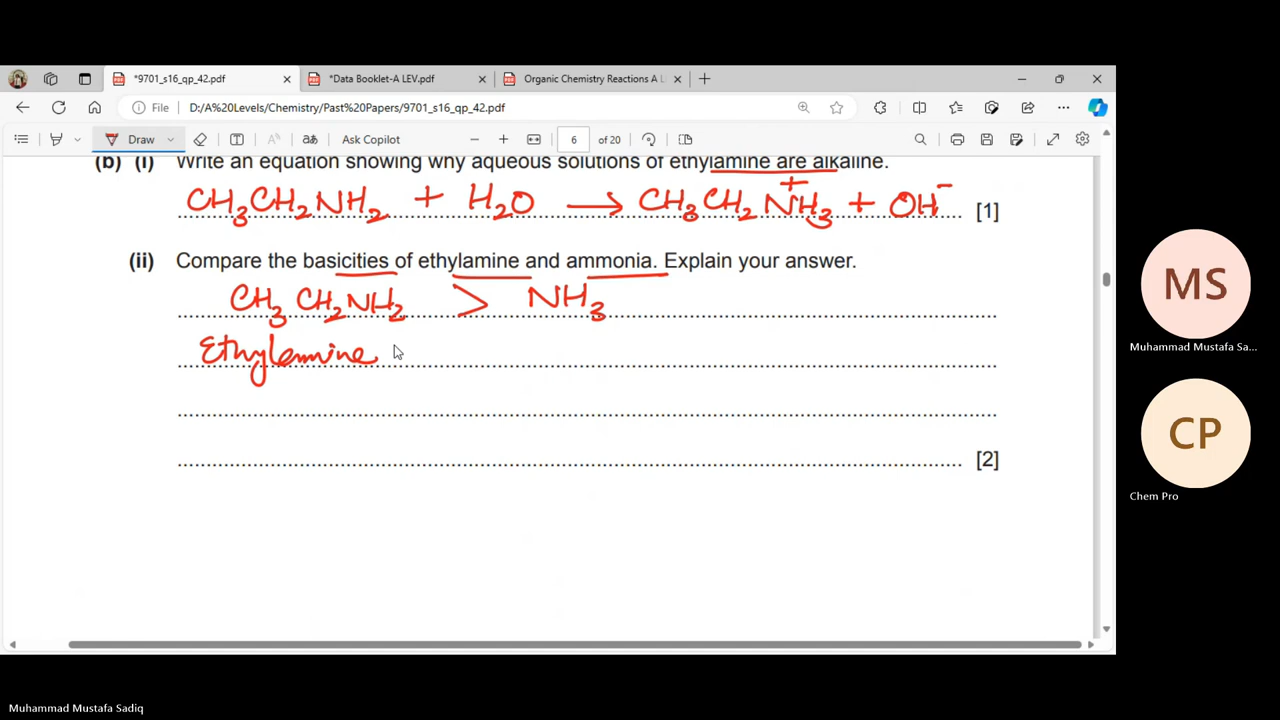 *9701_s16_qp_42.pdf
*Data Booklet-A LEV.pdf
Organic Chemistry Reactions A L
File D:/A%20Levels/Chemistry/Past%20Papers/9701_s16_qp_42.pdf
Draw
Ask Copilot
6 of 20
(b) (i) Write an equation showing why aqueous solutions of ethylamine are alkaline.
CH₃CH₂NH₂ + H₂O → CH₃CH₂N⁺H₃ + OH⁻ [1]
(ii) Compare the basicities of ethylamine and ammonia. Explain your answer.
CH₃CH₂NH₂ > NH₃
Ethylamine
[2]
MS
Muhammad Mustafa Sa...
CP
Chem Pro
Muhammad Mustafa Sadiq